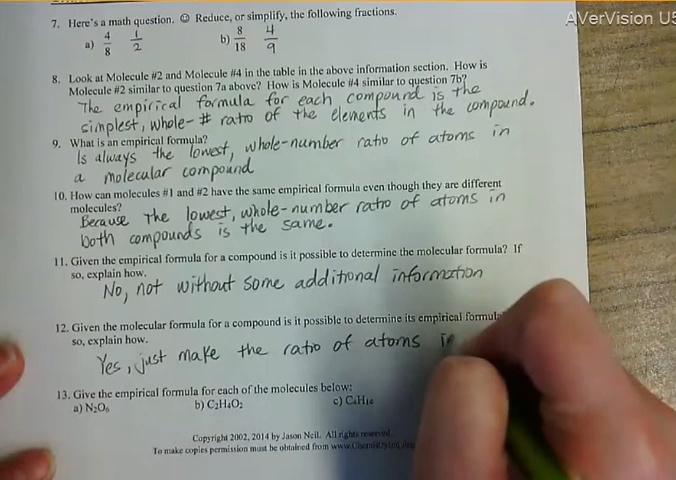 AVerVision U5
7. Here's a math question. ☺ Reduce, or simplify, the following fractions.
a) 4/8 1/2 b) 8/18 4/9
8. Look at Molecule #2 and Molecule #4 in the table in the above information section. How is
Molecule #2 similar to question 7a above? How is Molecule #4 similar to question 7b?
The empirical formula for each compound is the
simplest, whole-# ratio of the elements in the compound.
9. What is an empirical formula?
Is always the lowest, whole-number ratio of atoms in
a molecular compound
10. How can molecules #1 and #2 have the same empirical formula even though they are different
molecules?
Because the lowest, whole-number ratio of atoms in
both compounds is the same.
11. Given the empirical formula for a compound is it possible to determine the molecular formula? If
so, explain how.
No, not without some additional information
12. Given the molecular formula for a compound is it possible to determine its empirical
so, explain how.
Yes, just make the ratio of atoms
13. Give the empirical formula for each of the molecules below:
a) N₂O₆ b) C₂H₄O₂ c)
Copyright 2002, 2014 by Jason Neil. All rights reserved.
To make copies permission must be obtained from